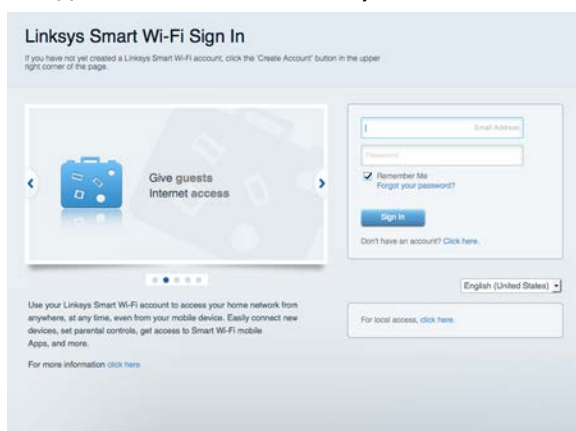 Linksys Smart Wi-Fi Sign In
If you have not yet created a Linksys Smart Wi-Fi account, click the 'Create Account' button in the upper
right corner of the page.
Give guests
Internet access
Email Address
Password
Remember Me
Forgot your password?
Sign In
Don't have an account? Click here.
English (United States)
Use your Linksys Smart Wi-Fi account to access your home network from
anywhere, at any time, even from your mobile device. Easily connect new
devices, set parental controls, get access to Smart Wi-Fi mobile
Apps, and more.
For more information click here
For local access, click here.